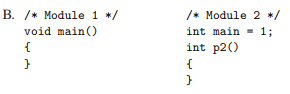 B. /* Module 1 */ /* Module 2 */
void main() int main = 1;
{ int p2()
} {
}